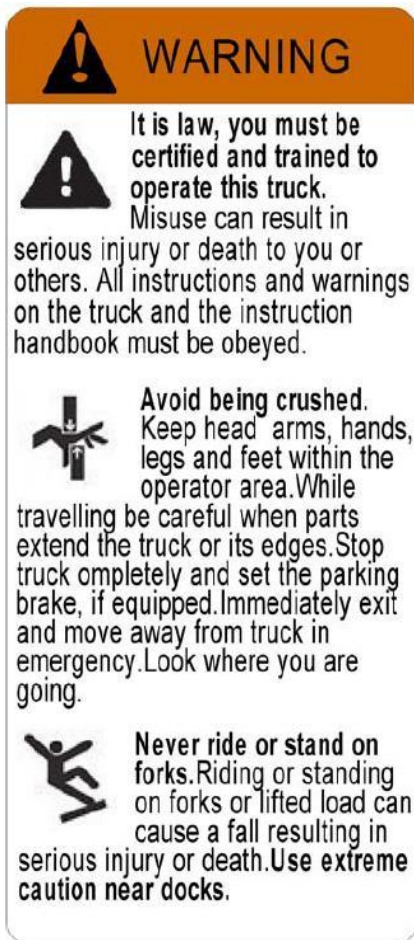 WARNING
It is law, you must be
certified and trained to
operate this truck.
Misuse can result in
serious injury or death to you or
others. All instructions and warnings
on the truck and the instruction
handbook must be obeyed.
Avoid being crushed.
Keep head arms, hands,
legs and feet within the
operator area.While
travelling be careful when parts
extend the truck or its edges.Stop
truck ompletely and set the parking
brake, if equipped.Immediately exit
and move away from truck in
emergency.Look where you are
going.
Never ride or stand on
forks.Riding or standing
on forks or lifted load can
cause a fall resulting in
serious injury or death.Use extreme
caution near docks.